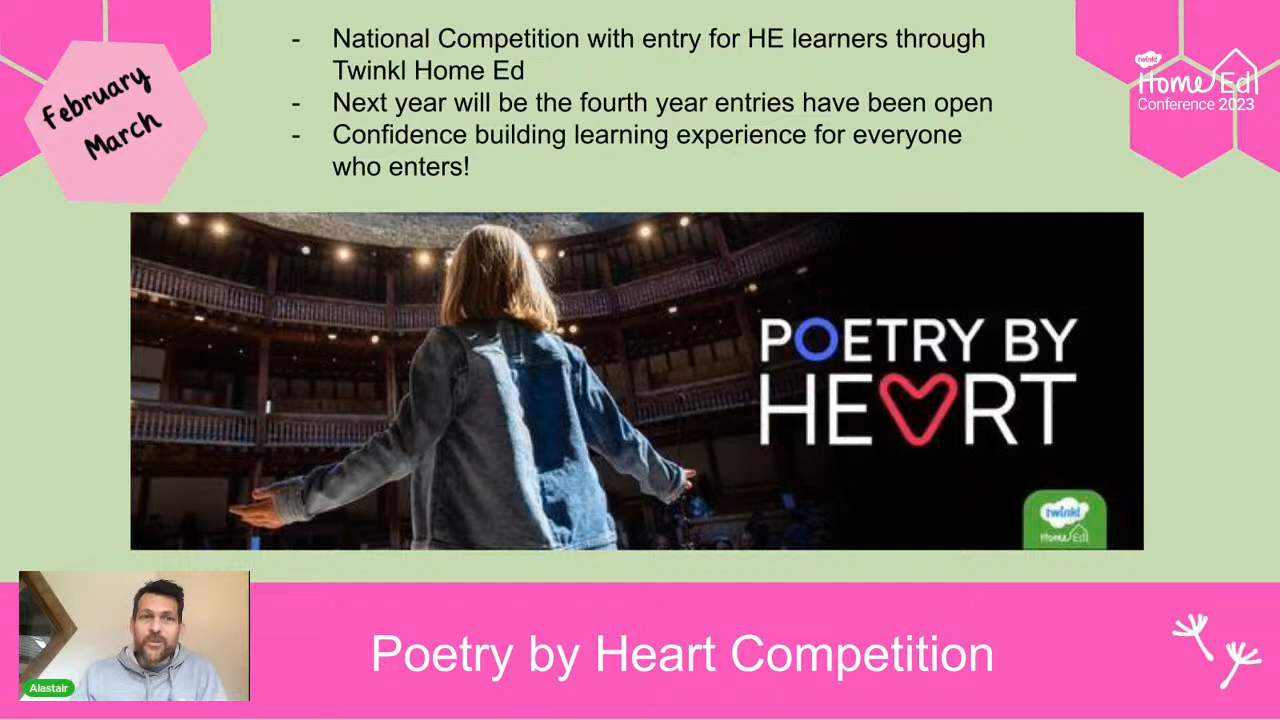 February
March
- National Competition with entry for HE learners through
Twinkl Home Ed
- Next year will be the fourth year entries have been open
- Confidence building learning experience for everyone
who enters!
twinkl
Home Ed
Conference 2023
POETRY BY
HEART
twinkl
Home Ed
Alastair
Poetry by Heart Competition